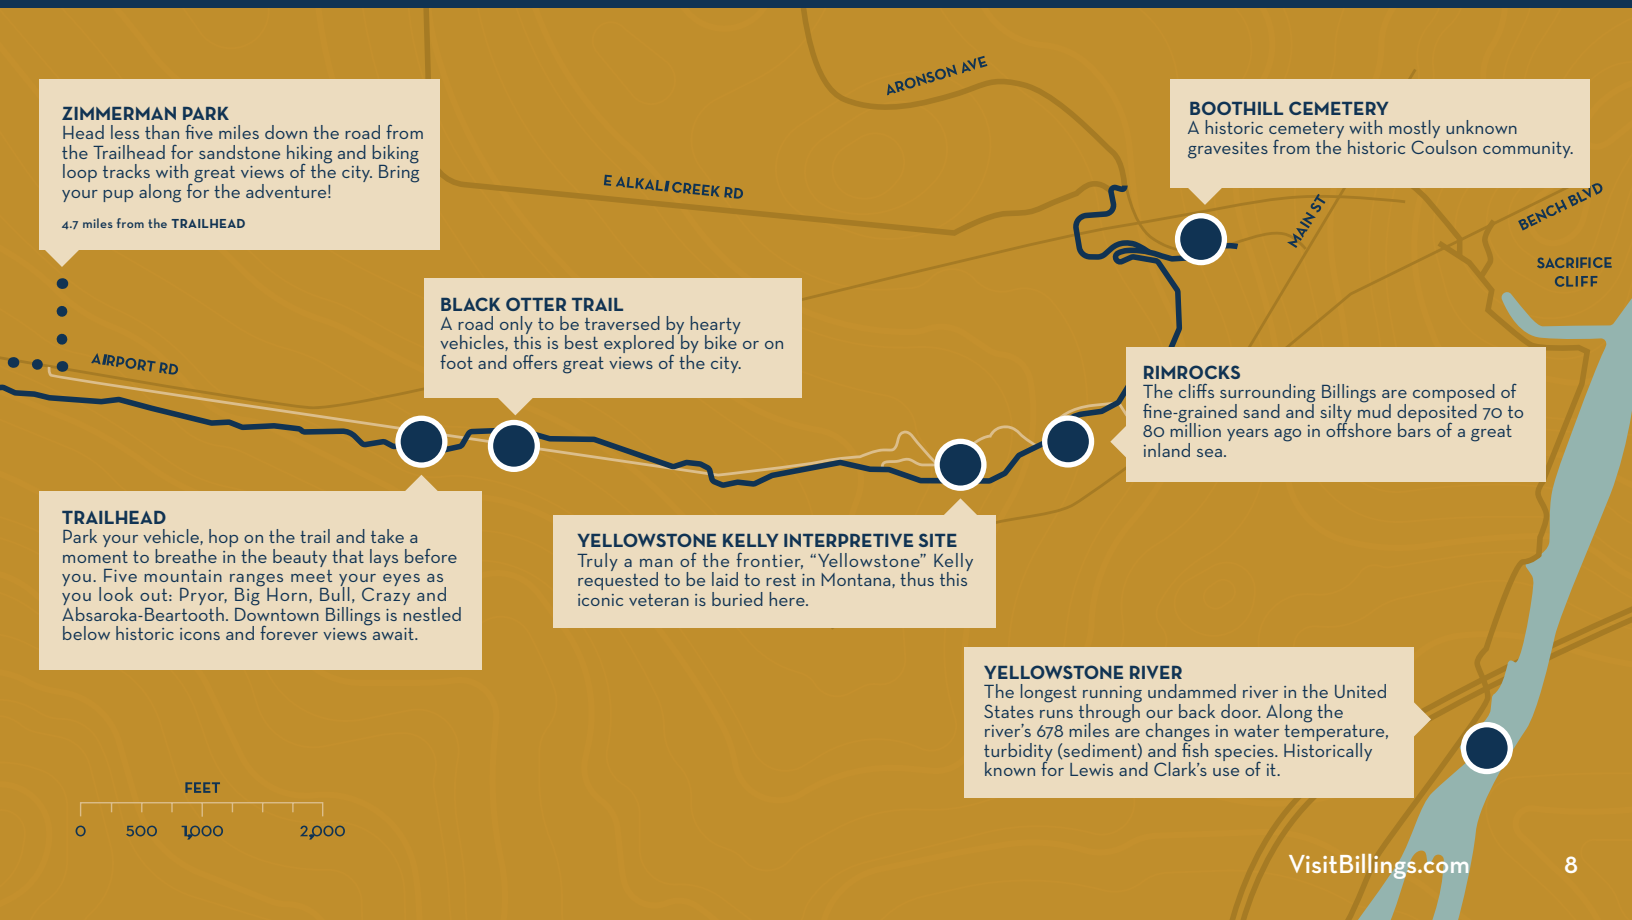 ARONSON AVE
ZIMMERMAN PARK
Head less than five miles down the road from
the Trailhead for sandstone hiking and biking
loop tracks with great views of the city. Bring
your pup along for the adventure!
4.7 miles from the TRAILHEAD
BOOTHILL CEMETERY
A historic cemetery with mostly unknown
gravesites from the historic Coulson community.
E ALKALI CREEK RD
MAIN ST
BENCH BLVD
SACRIFICE
CLIFF
BLACK OTTER TRAIL
A road only to be traversed by hearty
vehicles, this is best explored by bike or on
foot and offers great views of the city.
AIRPORT RD
RIMROCKS
The cliffs surrounding Billings are composed of
fine-grained sand and silty mud deposited 70 to
80 million years ago in offshore bars of a great
inland sea.
TRAILHEAD
Park your vehicle, hop on the trail and take a
moment to breathe in the beauty that lays before
you. Five mountain ranges meet your eyes as
you look out: Pryor, Big Horn, Bull, Crazy and
Absaroka-Beartooth. Downtown Billings is nestled
below historic icons and forever views await.
YELLOWSTONE KELLY INTERPRETIVE SITE
Truly a man of the frontier, “Yellowstone” Kelly
requested to be laid to rest in Montana, thus this
iconic veteran is buried here.
YELLOWSTONE RIVER
The longest running undammed river in the United
States runs through our back door. Along the
river’s 678 miles are changes in water temperature,
turbidity (sediment) and fish species. Historically
known for Lewis and Clark’s use of it.
FEET
0 500 1,000 2,000
VisitBillings.com 8